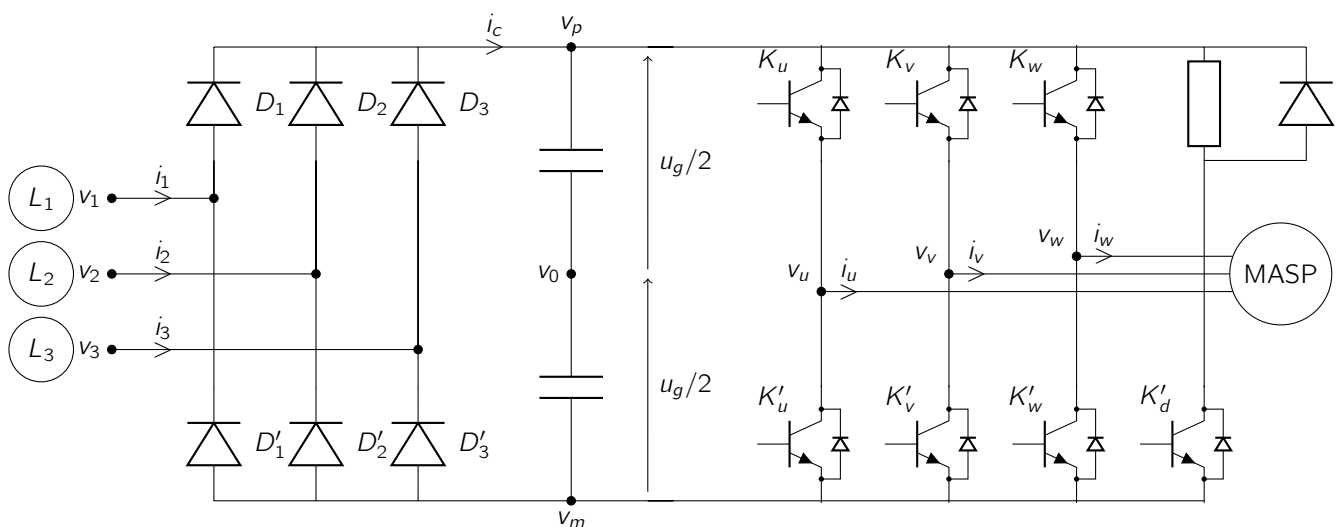 i_c v_p
K_u K_v K_w
D_1 D_2 D_3
u_g/2
L_1 v_1 i_1
L_2 v_2 i_2 v_0 v_u i_u v_v i_v v_w i_w MASP
L_3 v_3 i_3
u_g/2
K'_u K'_v K'_w K'_d
D'_1 D'_2 D'_3
v_m